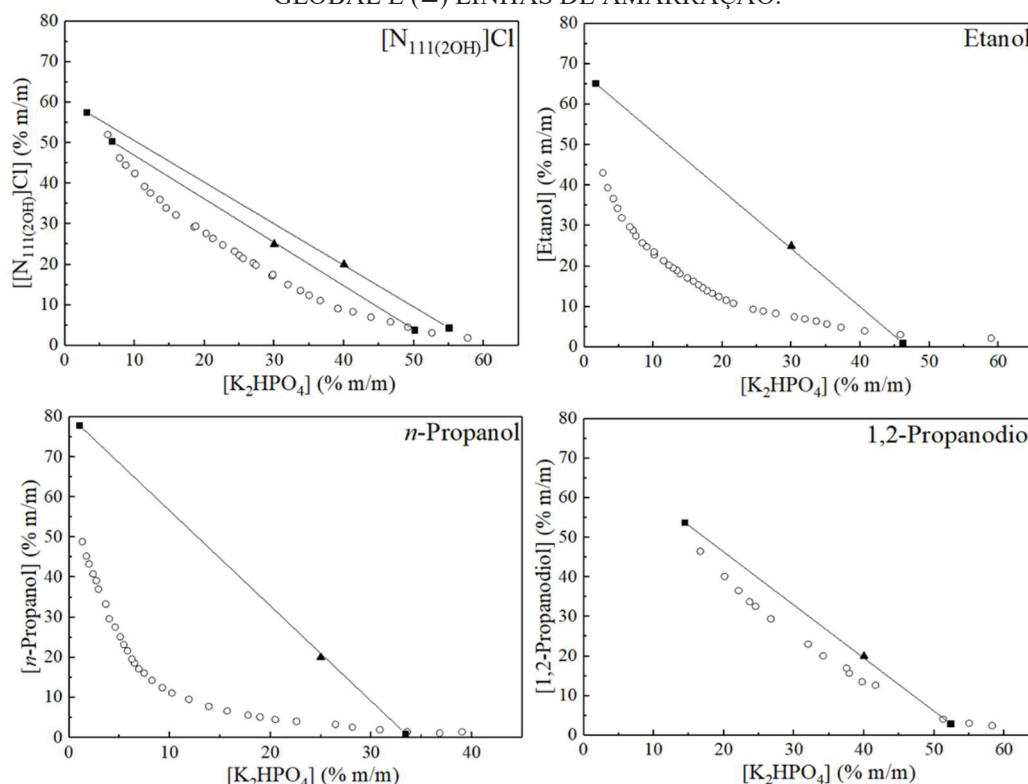 GLOBAL E (■) LINHAS DE AMARRAÇÃO.
[N111(2OH)]Cl
[[N111(2OH)]Cl] (% m/m)
80
70
60
50
40
30
20
10
0
0 10 20 30 40 50 60
[K2HPO4] (% m/m)
Etanol
[Etanol] (% m/m)
80
70
60
50
40
30
20
10
0
0 10 20 30 40 50 60
[K2HPO4] (% m/m)
n-Propanol
[n-Propanol] (% m/m)
80
70
60
50
40
30
20
10
0
0 10 20 30 40
[K2HPO4] (% m/m)
1,2-Propanodio
[1,2-Propanodiol] (% m/m)
80
70
60
50
40
30
20
10
0
0 10 20 30 40 50 60
[K2HPO4] (% m/m)